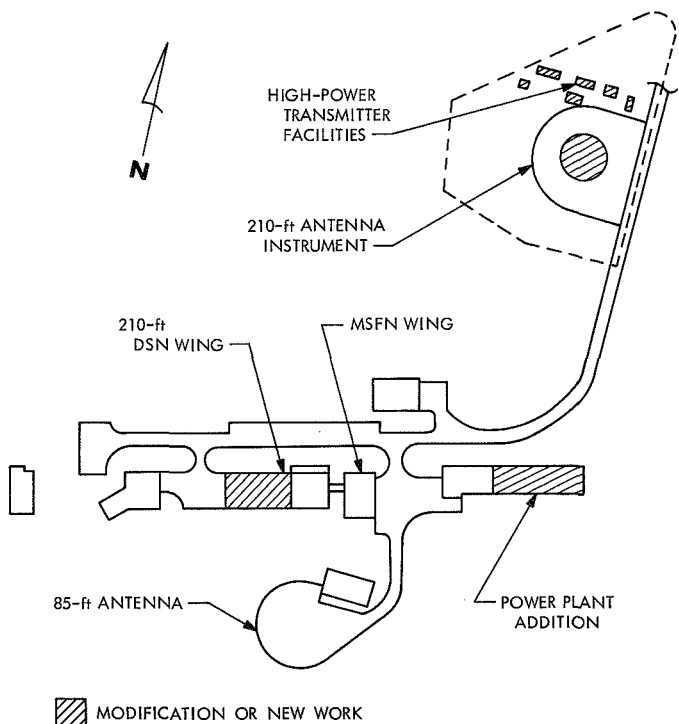 HIGH-POWER
TRANSMITTER
FACILITIES
N
210-ft ANTENNA
INSTRUMENT
210-ft
DSN WING
MSFN WING
85-ft ANTENNA
POWER PLANT
ADDITION
MODIFICATION OR NEW WORK